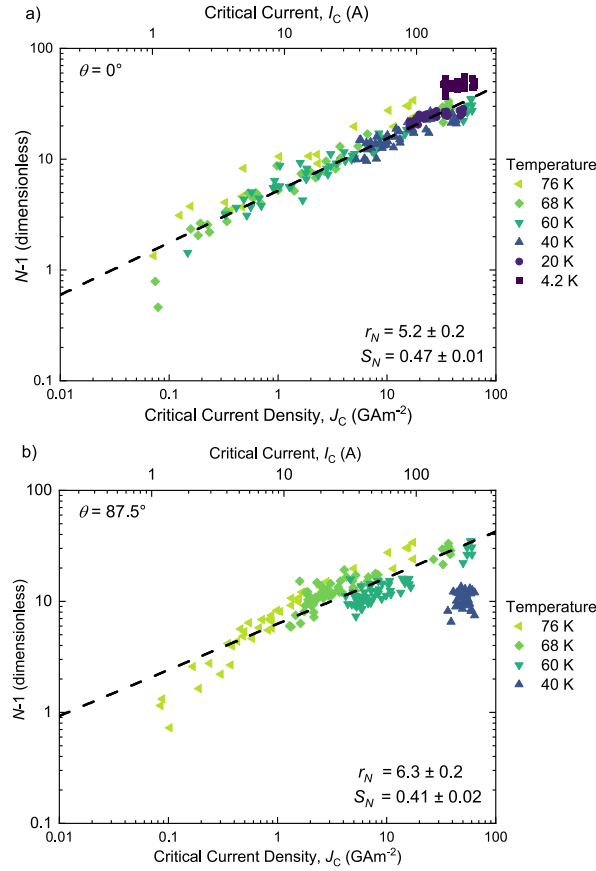 a)
Critical Current, I_C (A)
1 10 100
θ = 0°
100
10
1
0.1
N-1 (dimensionless)
Temperature
76 K
68 K
60 K
40 K
20 K
4.2 K
r_N = 5.2 ± 0.2
S_N = 0.47 ± 0.01
0.01 0.1 1 10 100
Critical Current Density, J_C (GAm⁻²)
b)
Critical Current, I_C (A)
1 10 100
θ = 87.5°
100
10
1
0.1
N-1 (dimensionless)
Temperature
76 K
68 K
60 K
40 K
r_N = 6.3 ± 0.2
S_N = 0.41 ± 0.02
0.01 0.1 1 10 100
Critical Current Density, J_C (GAm⁻²)